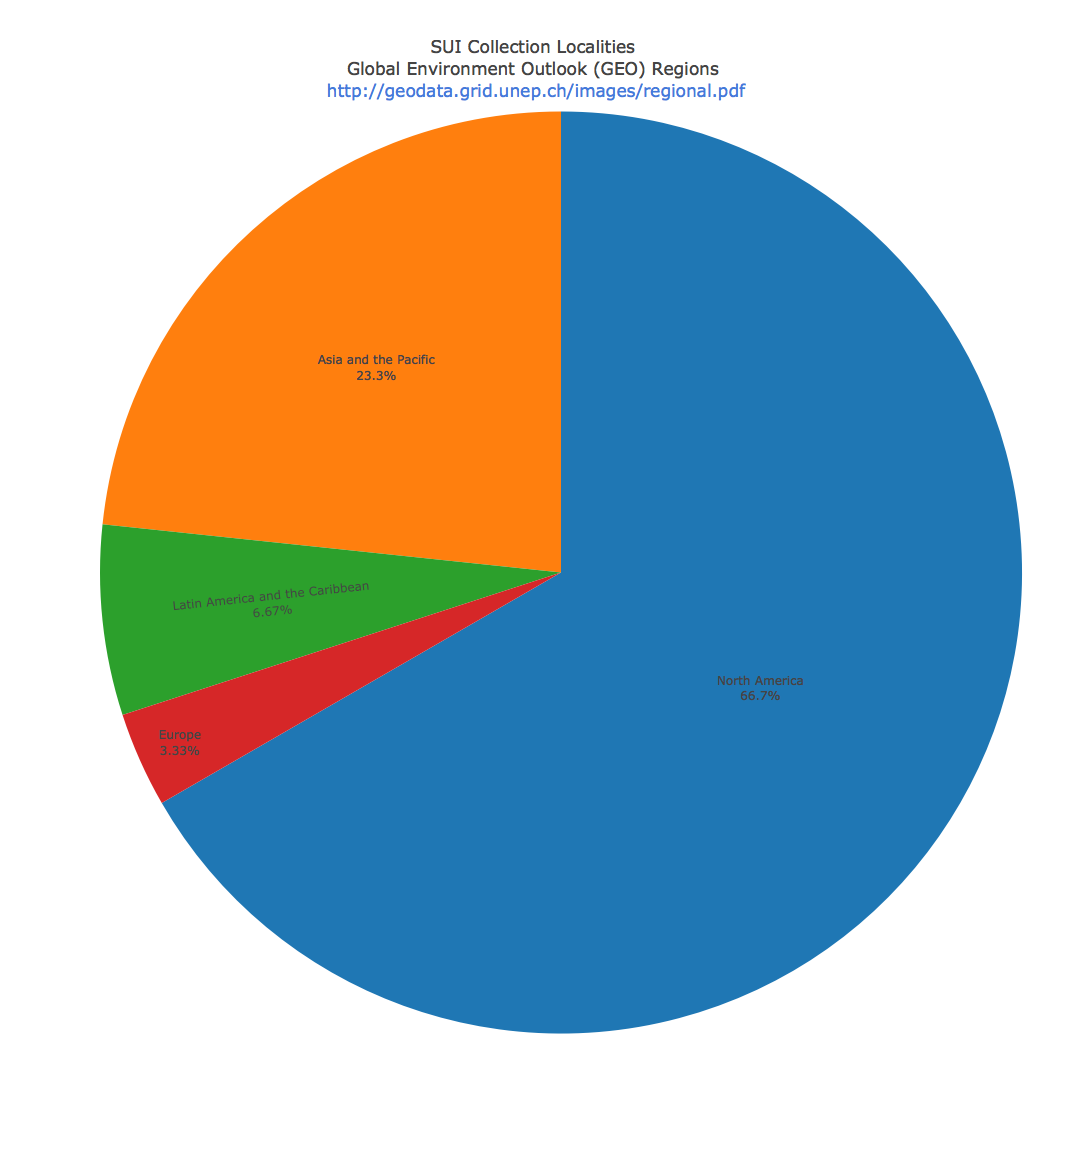 SUI Collection Localities
Global Environment Outlook (GEO) Regions
http://geodata.grid.unep.ch/images/regional.pdf
Asia and the Pacific
23.3%
Latin America and the Caribbean
6.67%
North America
66.7%
Europe
3.33%